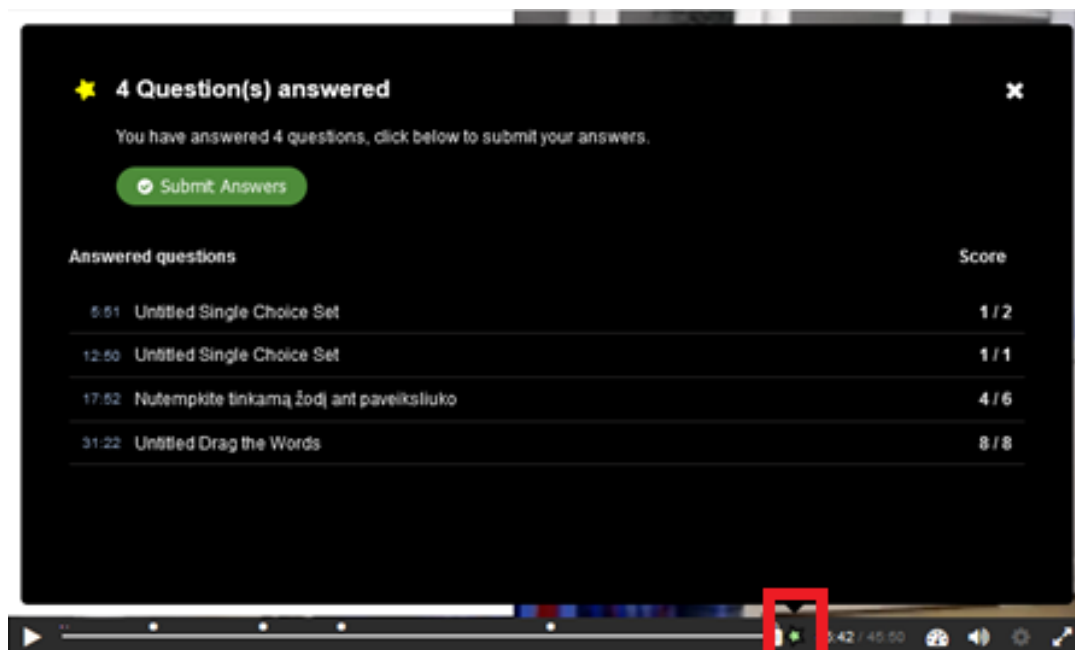 4 Question(s) answered
You have answered 4 questions, click below to submit your answers.
Submit Answers
Answered questions Score
5:51 Untitled Single Choice Set 1 / 2
12:50 Untitled Single Choice Set 1 / 1
17:52 Nutempkite tinkamą žodį ant paveiksliuko 4 / 6
31:22 Untitled Drag the Words 8 / 8
:42 / 45:50